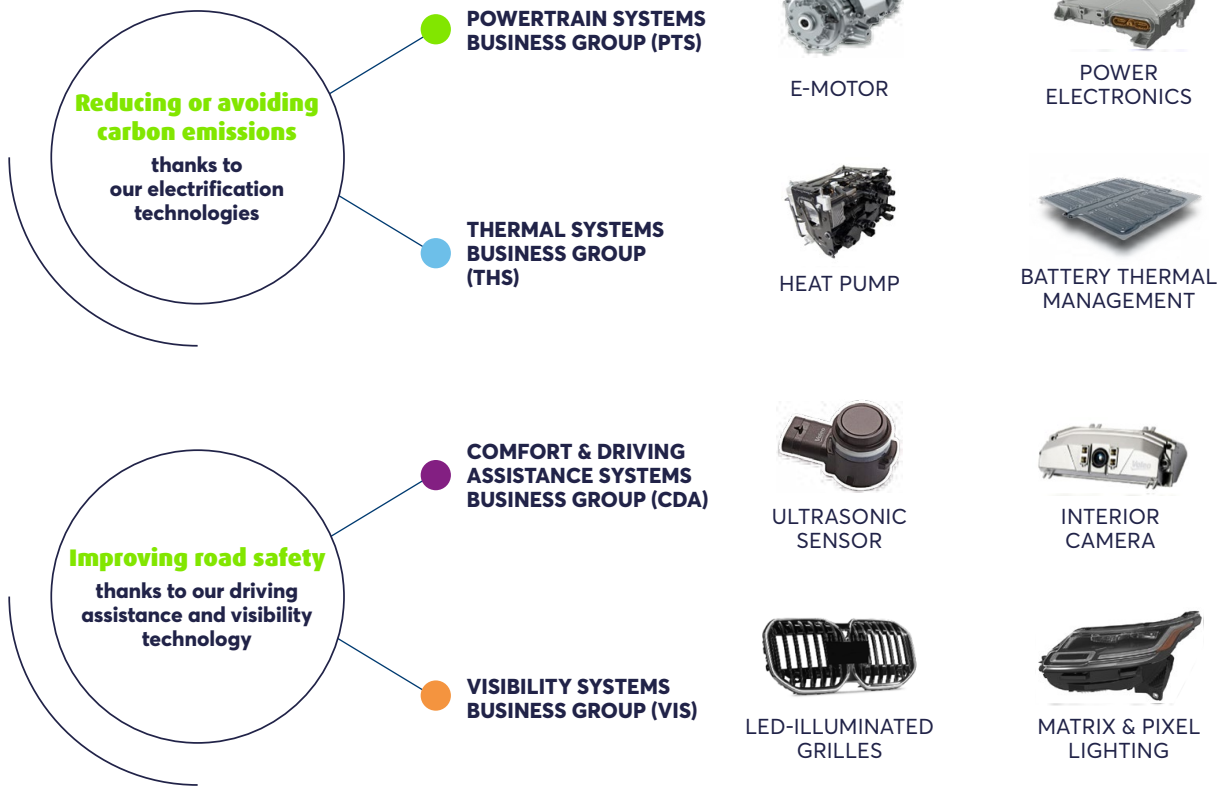 POWERTRAIN SYSTEMS
BUSINESS GROUP (PTS)
E-MOTOR
POWER
ELECTRONICS
Reducing or avoiding
carbon emissions
thanks to
our electrification
technologies
THERMAL SYSTEMS
BUSINESS GROUP
(THS)
HEAT PUMP
BATTERY THERMAL
MANAGEMENT
COMFORT & DRIVING
ASSISTANCE SYSTEMS
BUSINESS GROUP (CDA)
ULTRASONIC
SENSOR
INTERIOR
CAMERA
Improving road safety
thanks to our driving
assistance and visibility
technology
VISIBILITY SYSTEMS
BUSINESS GROUP (VIS)
LED-ILLUMINATED
GRILLES
MATRIX & PIXEL
LIGHTING